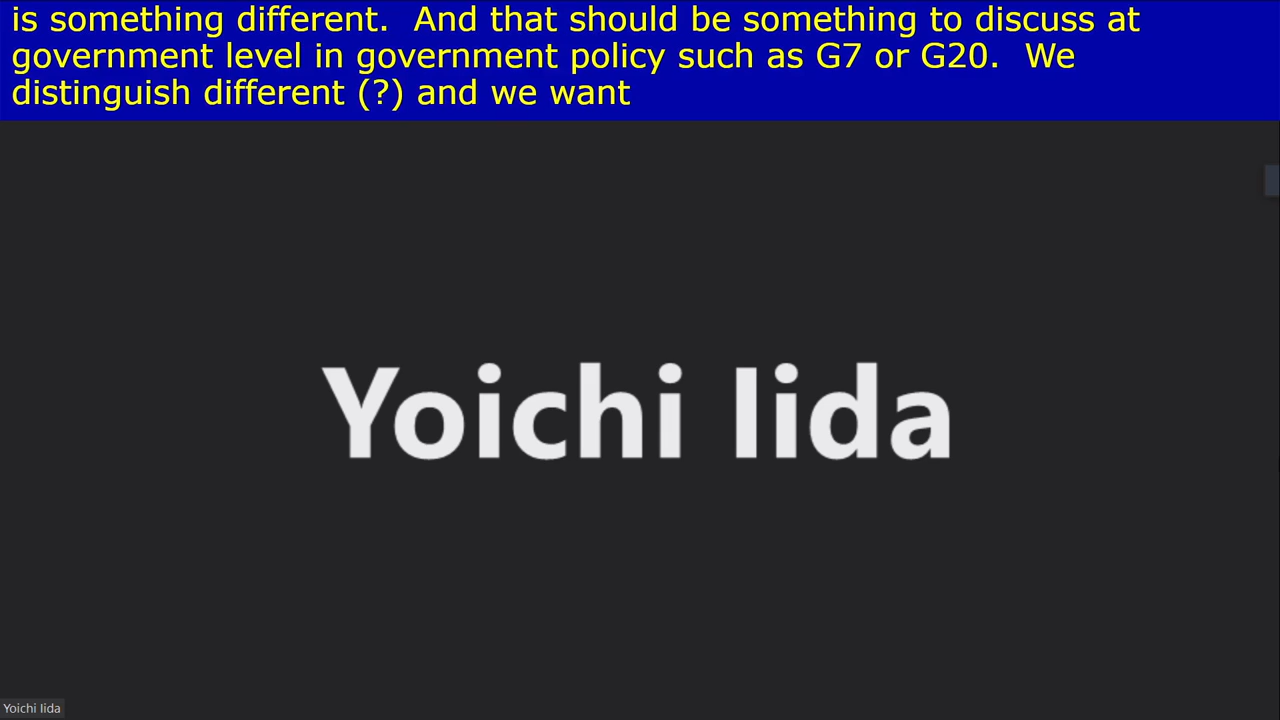 is something different.  And that should be something to discuss at
government level in government policy such as G7 or G20.  We
distinguish different (?) and we want
Yoichi Iida
Yoichi Iida